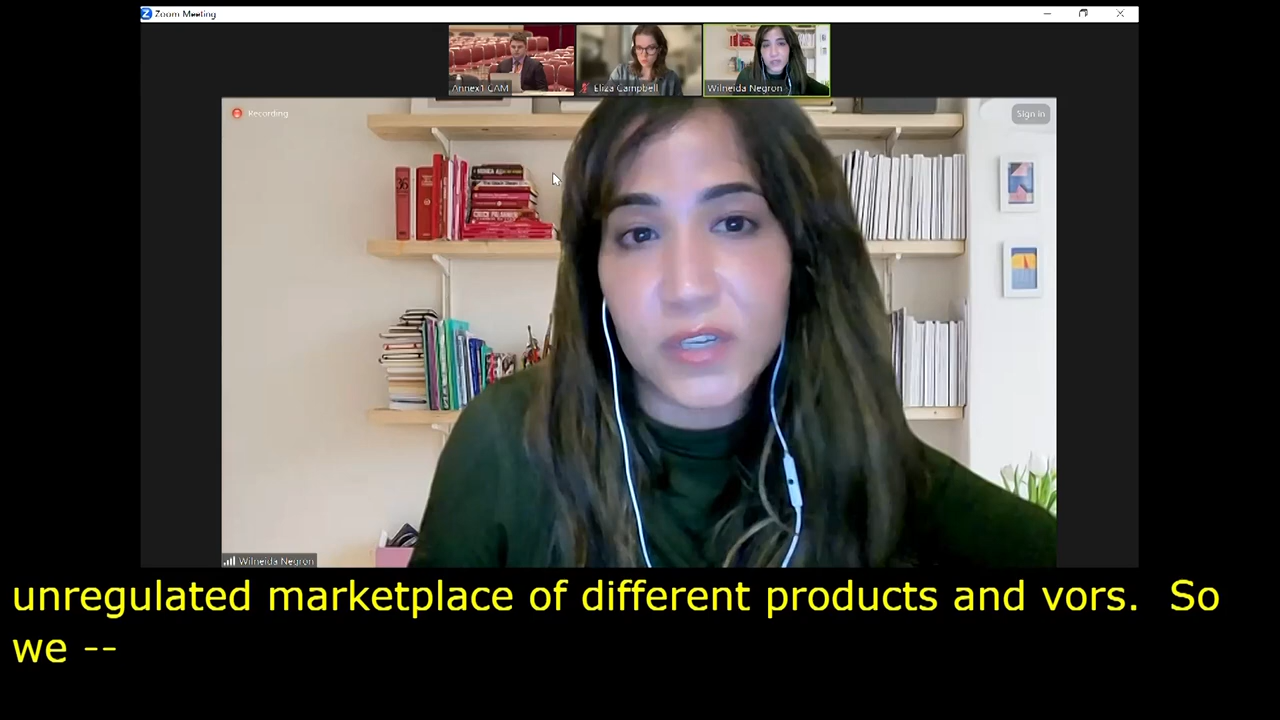 Zoom Meeting
Annex1 CAM
Eliza Campbell
Wilneida Negron
Recording
Sign in
36
Wilneida Negron
unregulated marketplace of different products and vors.  So
we --